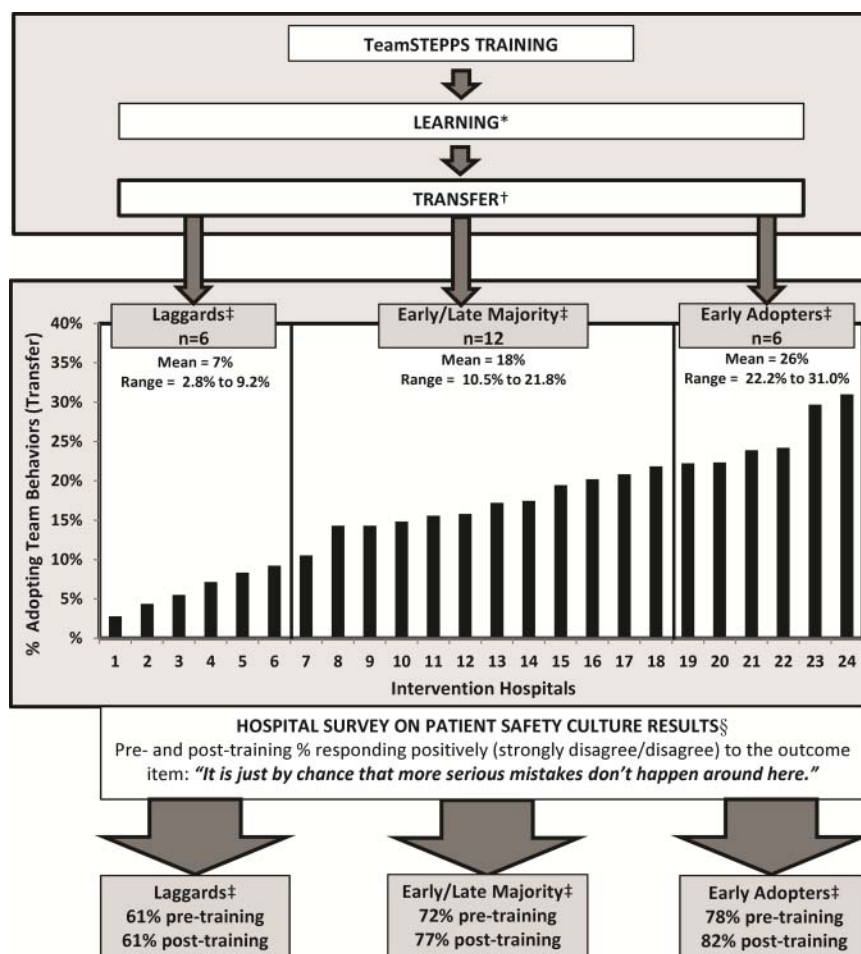 TeamSTEPPS TRAINING
LEARNING*
TRANSFER†
Laggards‡
n=6
Mean = 7%
Range = 2.8% to 9.2%
Early/Late Majority‡
n=12
Mean = 18%
Range = 10.5% to 21.8%
Early Adopters‡
n=6
Mean = 26%
Range = 22.2% to 31.0%
% Adopting Team Behaviors (Transfer)
40%
35%
30%
25%
20%
15%
10%
5%
%
1 2 3 4 5 6 7 8 9 10 11 12 13 14 15 16 17 18 19 20 21 22 23 24
Intervention Hospitals
HOSPITAL SURVEY ON PATIENT SAFETY CULTURE RESULTS§
Pre- and post-training % responding positively (strongly disagree/disagree) to the outcome
item: “It is just by chance that more serious mistakes don’t happen around here.”
Laggards‡
61% pre-training
61% post-training
Early/Late Majority‡
72% pre-training
77% post-training
Early Adopters‡
78% pre-training
82% post-training